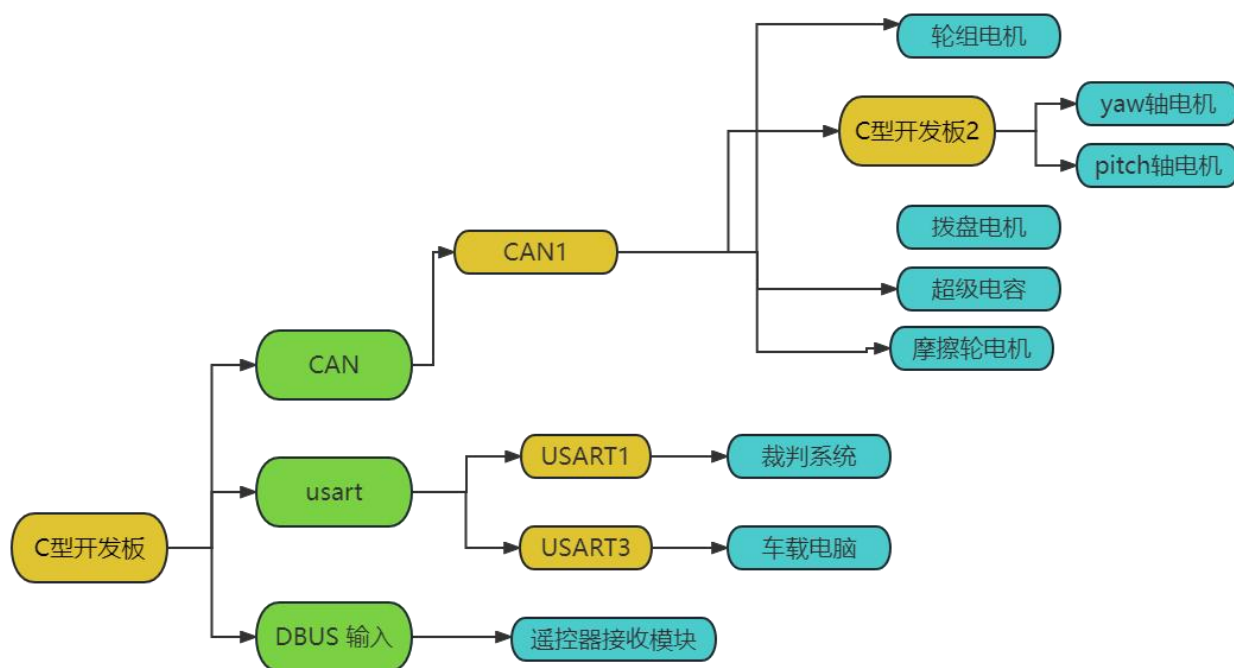 轮组电机
C型开发板2
yaw轴电机
pitch轴电机
拨盘电机
CAN1
超级电容
摩擦轮电机
CAN
USART1
裁判系统
usart
C型开发板
USART3
车载电脑
DBUS 输入
遥控器接收模块